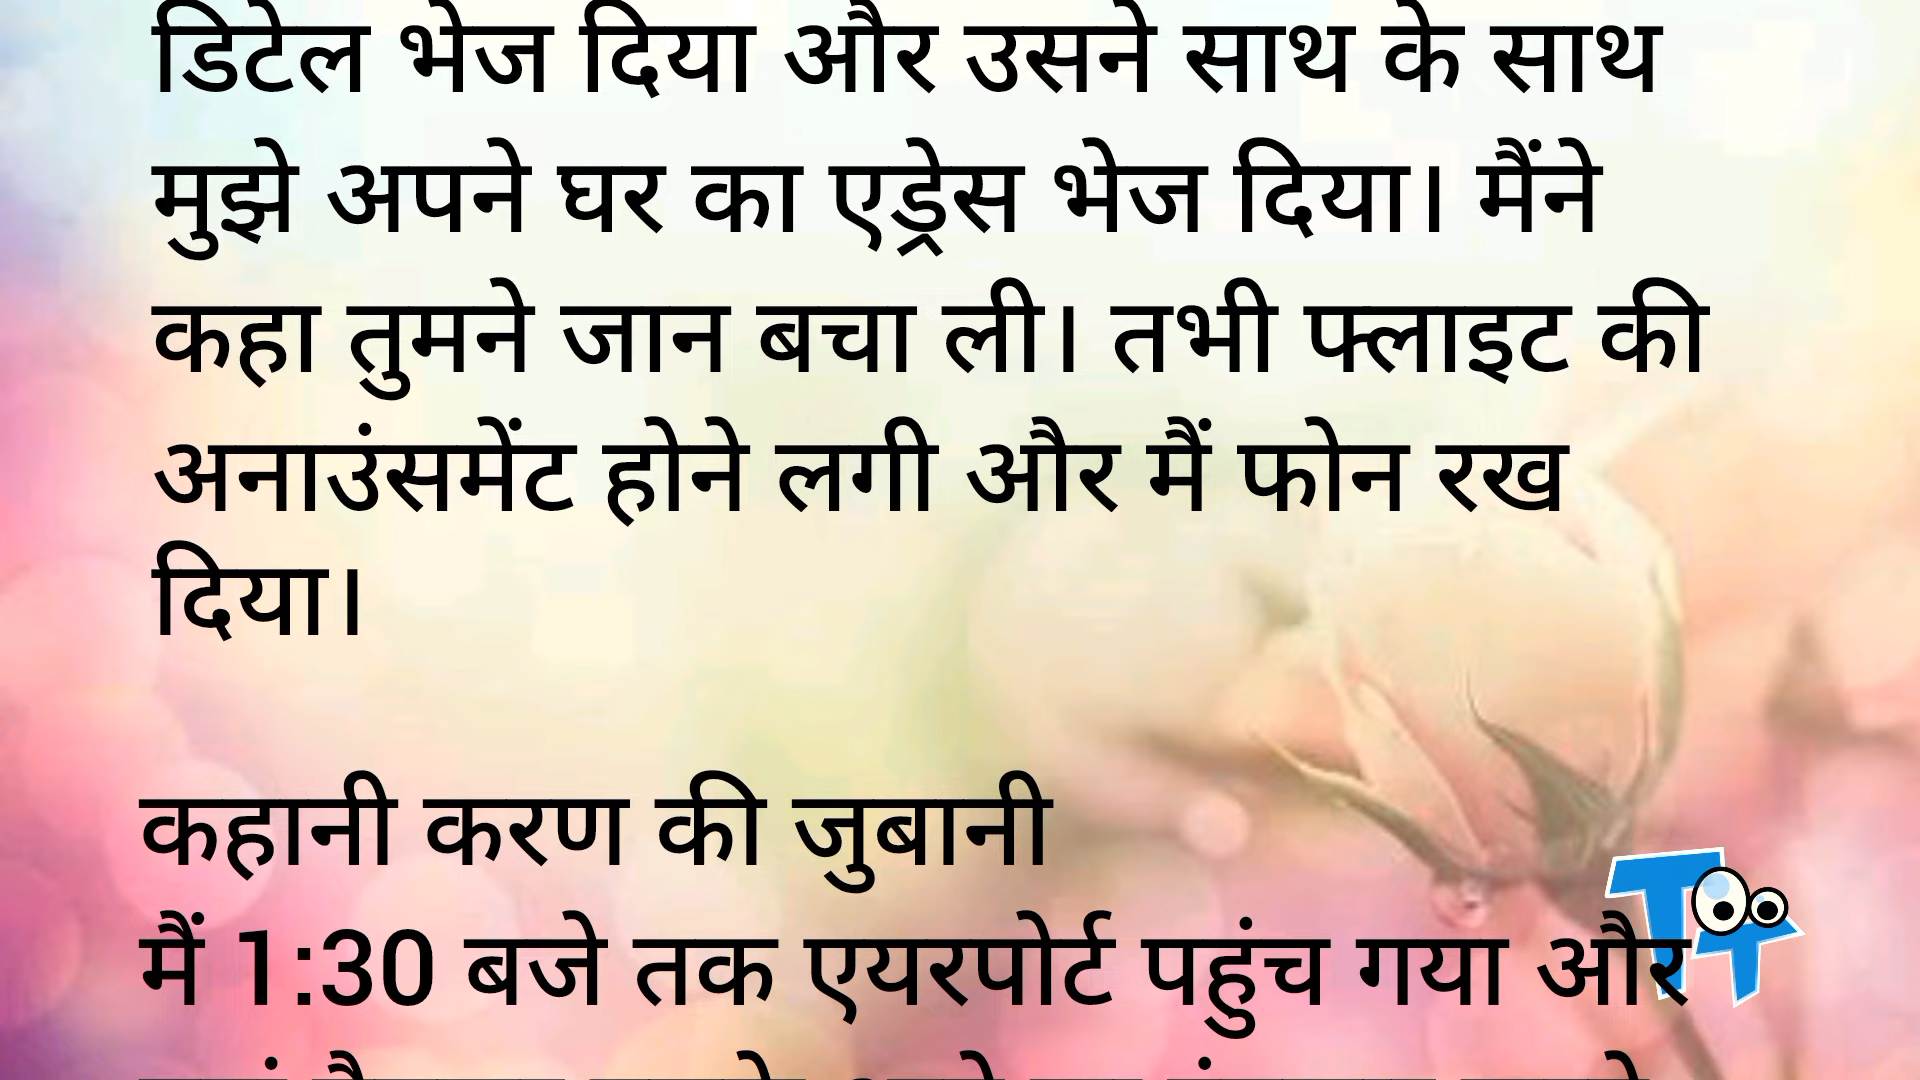 डिटेल भेज दिया और उसने साथ के साथ
मुझे अपने घर का एड्रेस भेज दिया। मैंने
कहा तुमने जान बचा ली। तभी फ्लाइट की
अनाउंसमेंट होने लगी और मैं फोन रख
दिया।
कहानी करण की जुबानी
मैं 1:30 बजे तक एयरपोर्ट पहुंच गया और